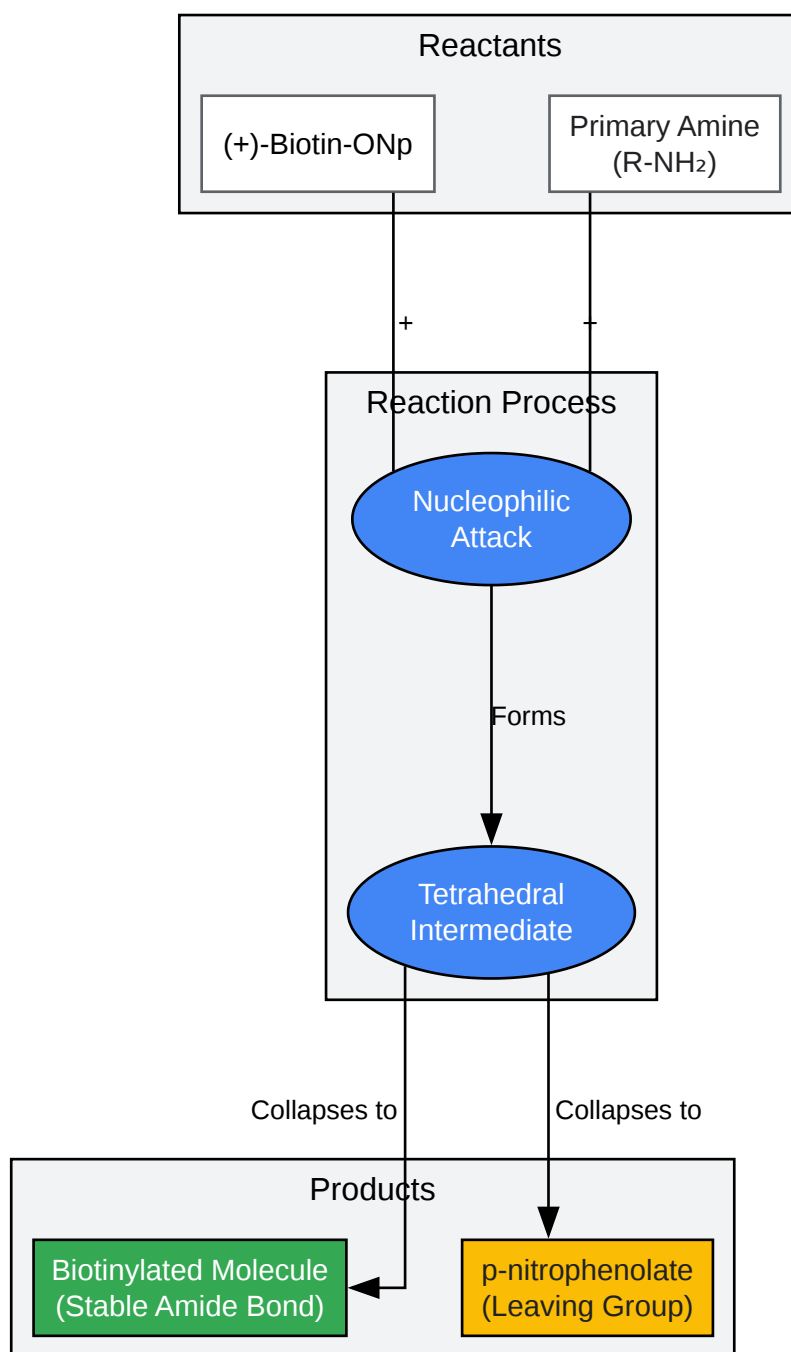 Reactants
(+)-Biotin-ONp
Primary Amine
(R-NH₂)
+
+
Reaction Process
Nucleophilic
Attack
Forms
Tetrahedral
Intermediate
Collapses to
Collapses to
Products
Biotinylated Molecule
(Stable Amide Bond)
p-nitrophenolate
(Leaving Group)